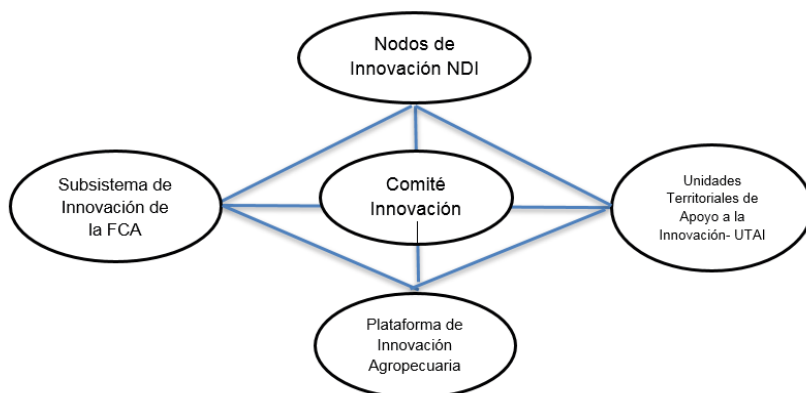 Nodos de
Innovación NDI
Subsistema de
Innovación de
la FCA
Comité
Innovación
Unidades
Territoriales de
Apoyo a la
Innovación- UTAI
Plataforma de
Innovación
Agropecuaria